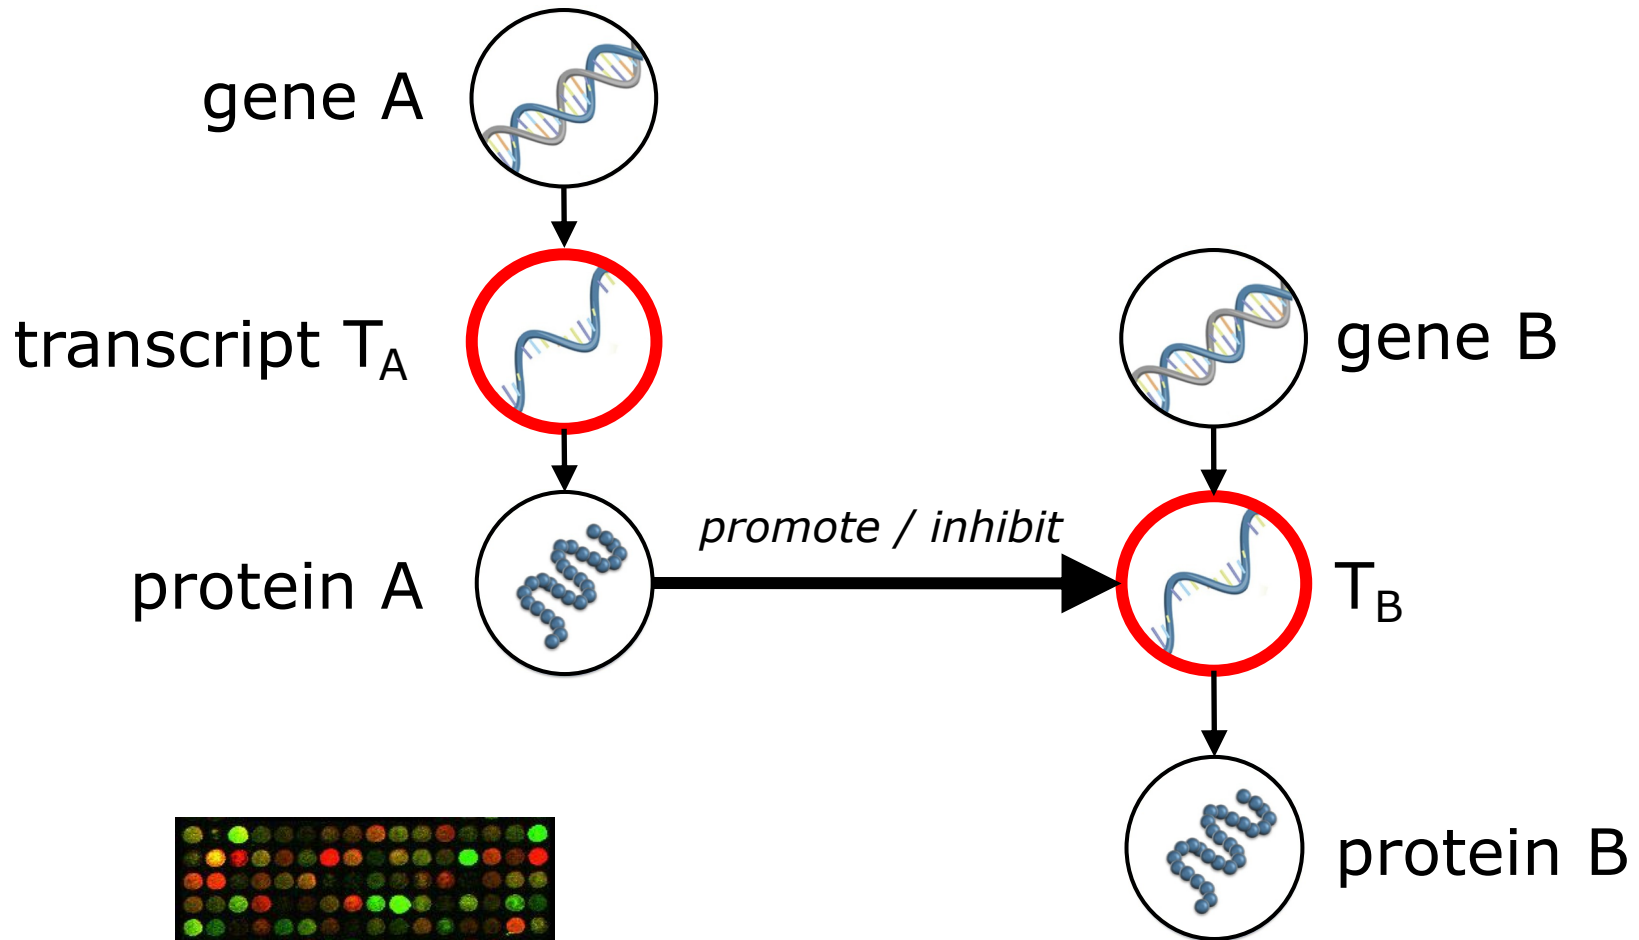 gene A
transcript T_A
gene B
promote / inhibit
protein A
T_B
protein B